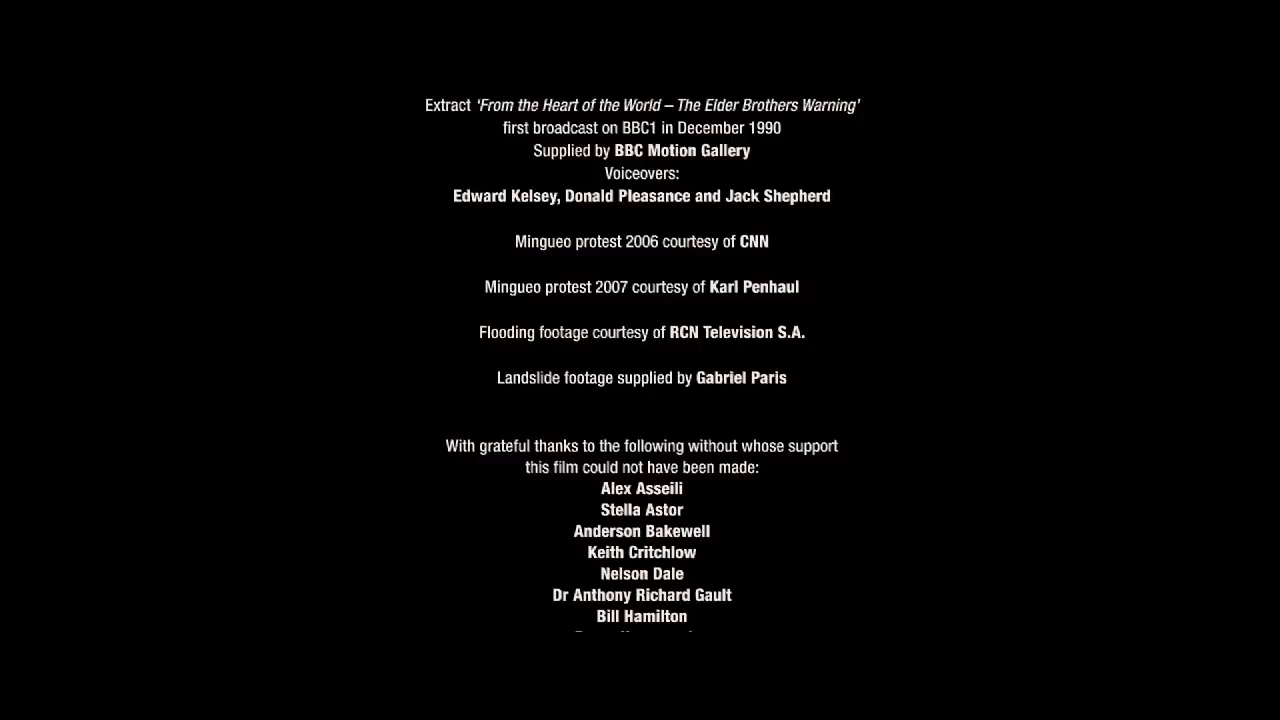 Extract ‘From the Heart of the World – The Elder Brothers Warning’
first broadcast on BBC1 in December 1990
Supplied by BBC Motion Gallery
Voiceovers:
Edward Kelsey, Donald Pleasance and Jack Shepherd
Mingueo protest 2006 courtesy of CNN
Mingueo protest 2007 courtesy of Karl Penhaul
Flooding footage courtesy of RCN Television S.A.
Landslide footage supplied by Gabriel Paris
With grateful thanks to the following without whose support
this film could not have been made:
Alex Asseili
Stella Astor
Anderson Bakewell
Keith Critchlow
Nelson Dale
Dr Anthony Richard Gault
Bill Hamilton